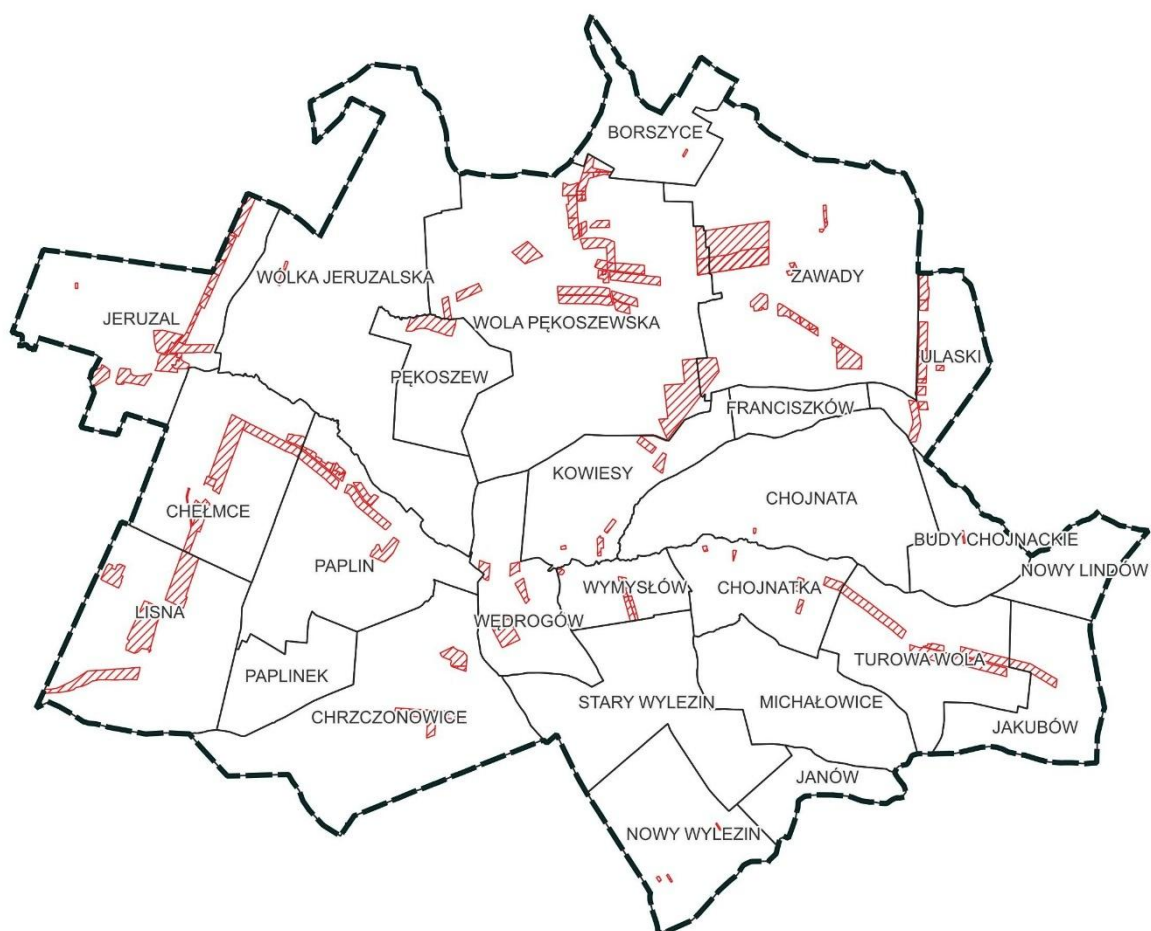 BORSZYCE
WÓLKA JERUZALSKA
ZAWADY
JERUZAL
WOLA PĘKOSZEWSKA
ULASKI
PĘKOSZEW
FRANCISZKÓW
KOWIESY
CHOJNATA
CHEŁMCE
BUDY CHOJNACKIE
PAPLIN
NOWY LINDÓW
WYMYSŁÓW
CHOJNATKA
LISNA
WĘDROGÓW
TUROWA WOLA
PAPLINEK
STARY WYLEZIN
MICHAŁOWICE
CHRZCZONOWICE
JAKUBÓW
JANÓW
NOWY WYLEZIN